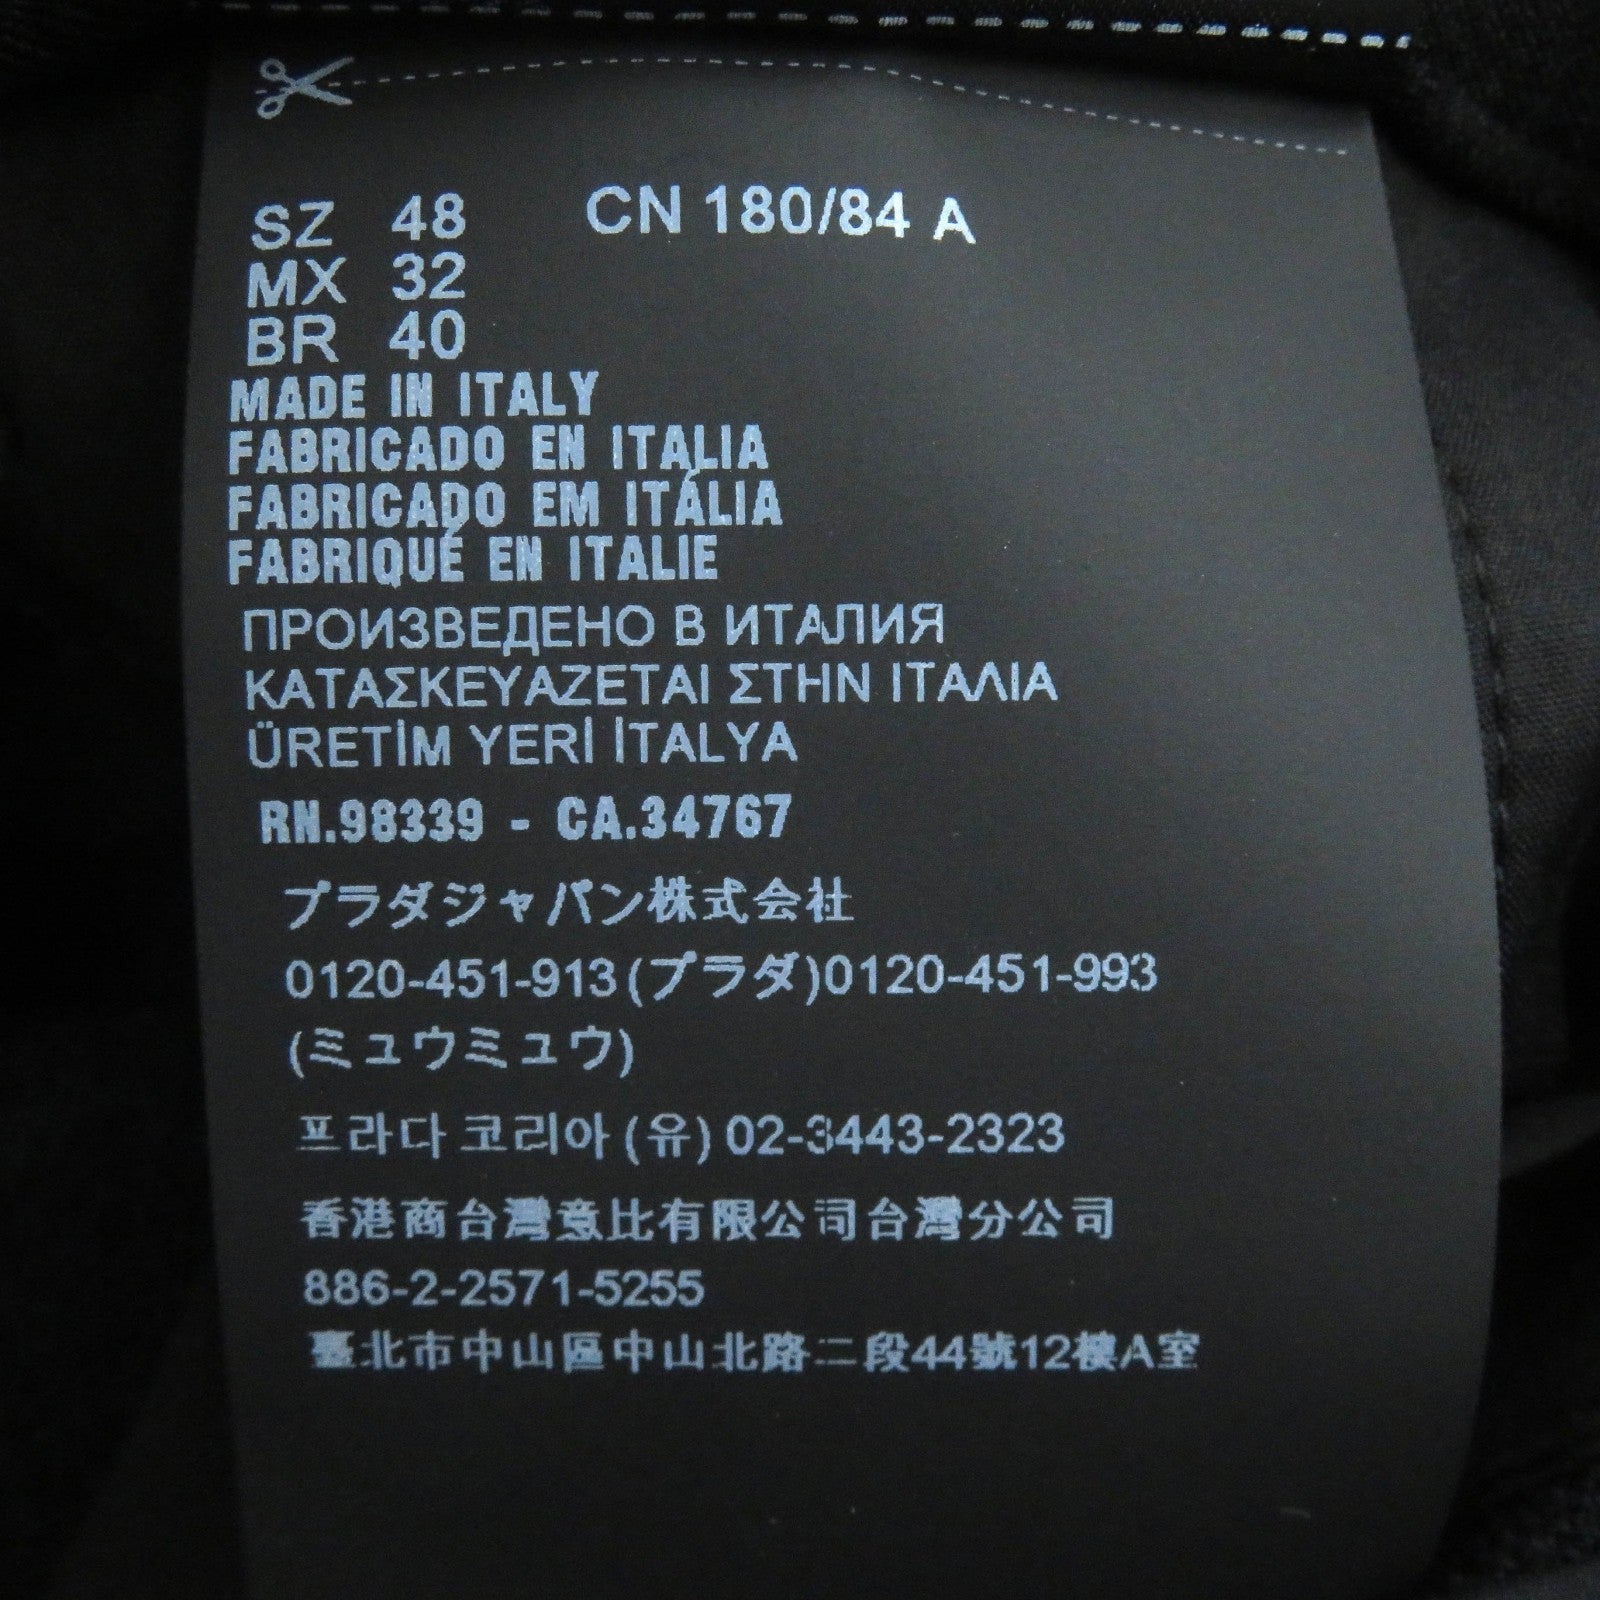 SZ 48 CN 180/84 A
MX 32
BR 40
MADE IN ITALY
FABRICADO EN ITALIA
FABRICADO EM ITÁLIA
FABRIQUÉ EN ITALIE
ПРОИЗВЕДЕНО В ИТАЛИЯ
ΚΑΤΑΣΚΕΥΑΖΕΤΑΙ ΣΤΗΝ ΙΤΑΛΙΑ
ÜRETİM YERİ İTALYA
RN.98339 - CA.34767
プラダジャパン株式会社
0120-451-913(プラダ)0120-451-993
(ミュウミュウ)
프라다 코리아 (유) 02-3443-2323
香港商台灣意比有限公司台灣分公司
886-2-2571-5255
臺北市中山區中山北路二段44號12樓A室